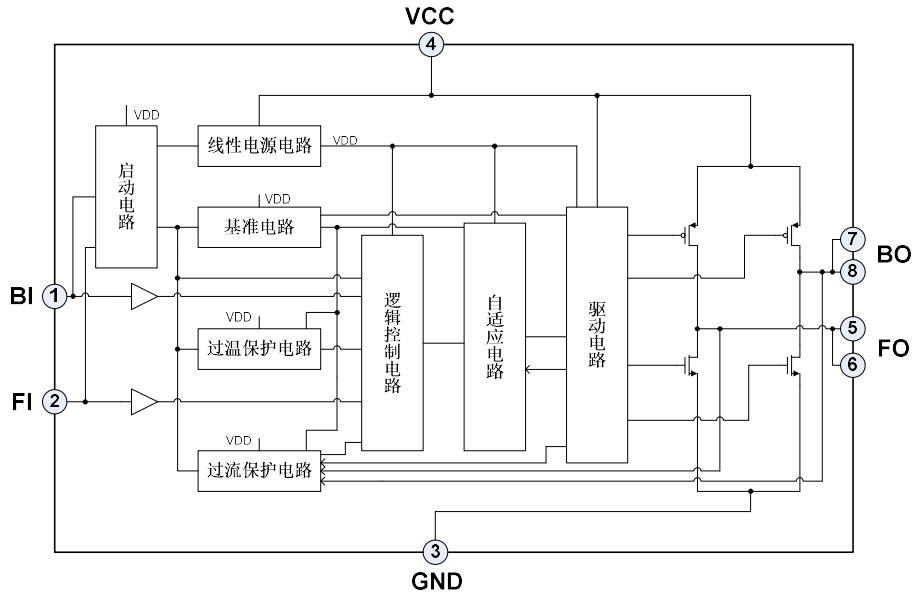 VCC
4
VDD
启动电路
线性电源电路
VDD
VDD
基准电路
7
BO
8
BI
1
逻辑控制电路
自适应电路
驱动电路
VDD
过温保护电路
5
FO
6
FI
2
VDD
过流保护电路
3
GND